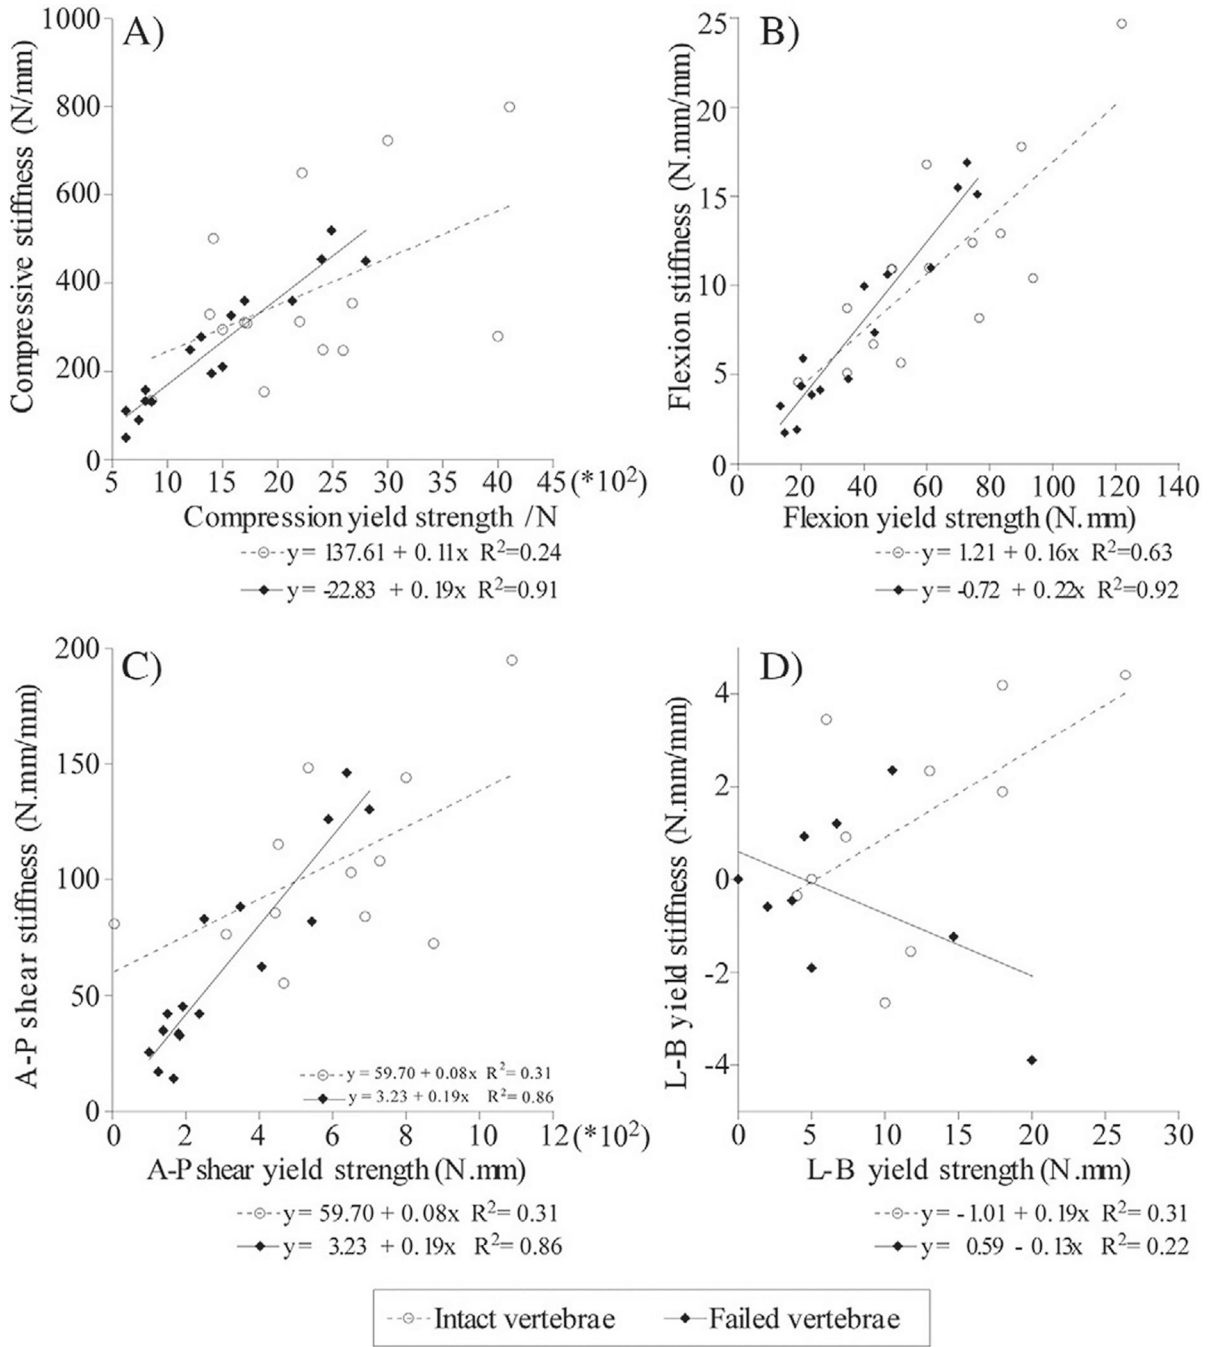 A)
Compressive stiffness (N/mm)
1000
800
600
400
200
0
5 10 15 20 25 30 35 40 45 (*10²)
Compression yield strength /N
y= 137.61 + 0.11x R²=0.24
y= -22.83 + 0.19x R²=0.91
B)
Flexion stiffness (N.mm/mm)
25
20
15
10
5
0
0 20 40 60 80 100 120 140
Flexion yield strength (N.mm)
y= 1.21 + 0.16x R²=0.63
y= -0.72 + 0.22x R²=0.92
C)
A-P shear stiffness (N.mm/mm)
200
150
100
50
0
y= 59.70 + 0.08x R²= 0.31
y= 3.23 + 0.19x R²= 0.86
0 2 4 6 8 10 12 (*10²)
A-P shear yield strength (N.mm)
y= 59.70 + 0.08x R²= 0.31
y= 3.23 + 0.19x R²= 0.86
D)
L-B yield stiffness (N.mm/mm)
4
2
0
-2
-4
0 5 10 15 20 25 30
L-B yield strength (N.mm)
y= -1.01 + 0.19x R²= 0.31
y= 0.59 - 0.13x R²= 0.22
Intact vertebrae Failed vertebrae